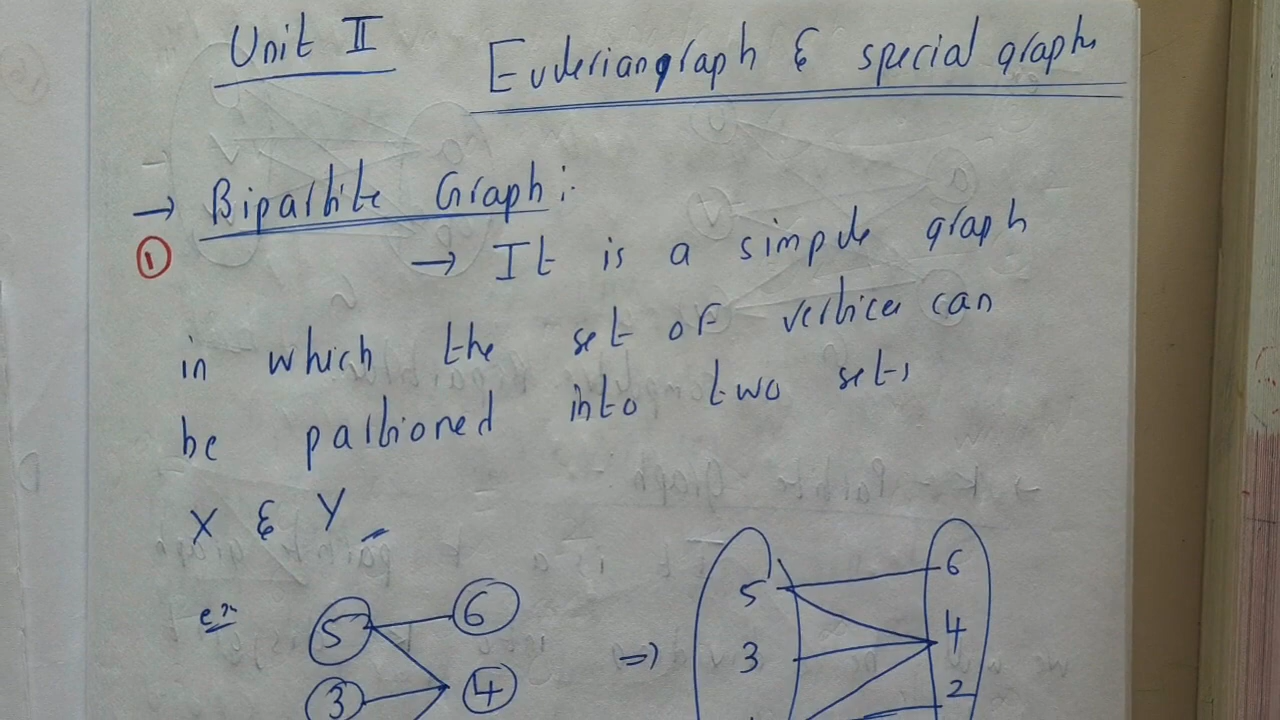 Unit II
Euleriangraph & special graphs
→ Bipartite Graph:
①
→ It is a simple graph
in which the set of vertices can
be partioned into two sets
X & Y
ex
5 6
3 4
⇒
5 6
3 4
2